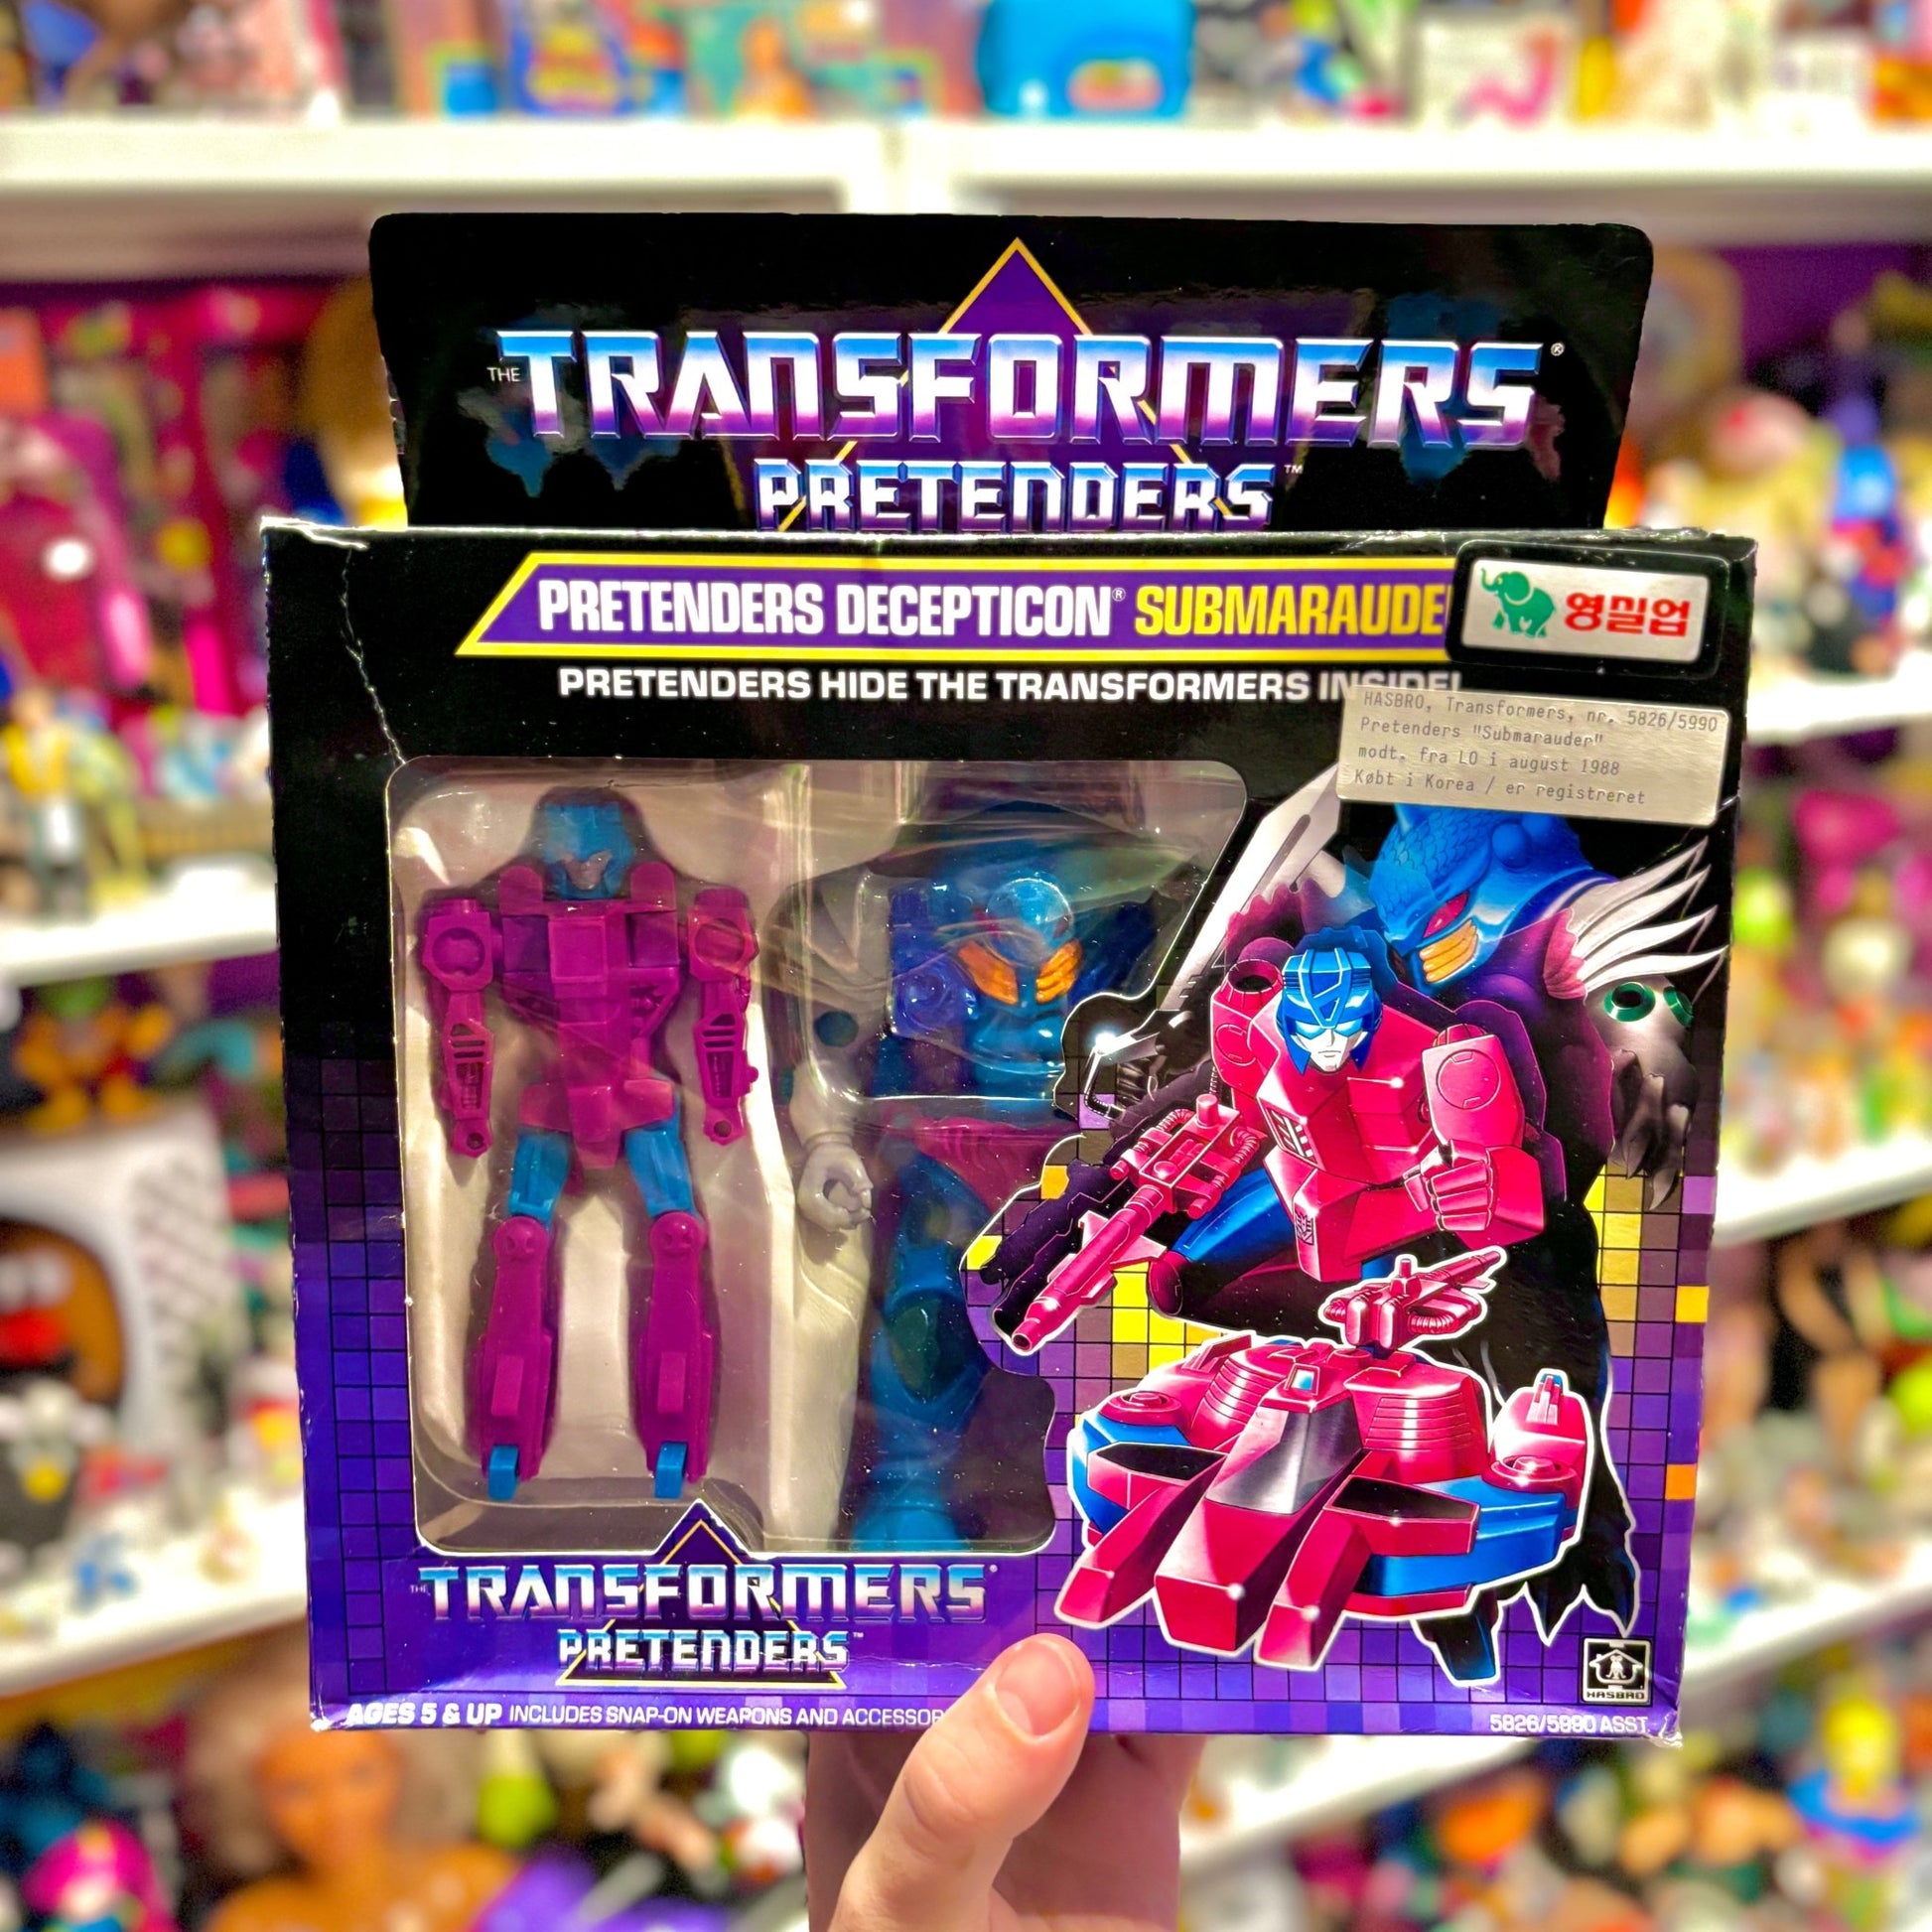 THE TRANSFORMERS®
PRETENDERS™
PRETENDERS DECEPTICON® SUBMARAUDE
영실업
PRETENDERS HIDE THE TRANSFORMERS INSIDE!
HASBRO, Transformers, nr. 5826/5990
Pretenders "Submarauder"
modt. fra LO i august 1988
Købt i Korea / er registreret
THE TRANSFORMERS®
PRETENDERS™
HASBRO
AGES 5 & UP INCLUDES SNAP-ON WEAPONS AND ACCESSOR
5826/5990 ASST.